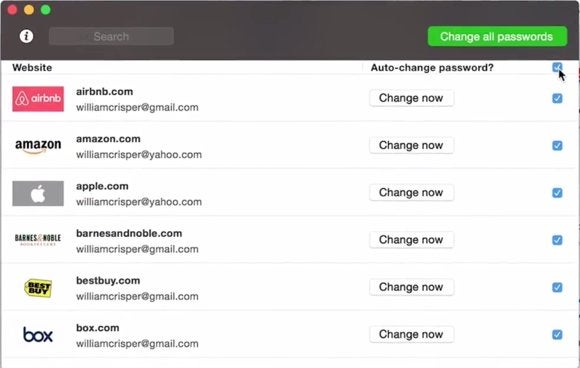 Search
Change all passwords
Website Auto-change password?
airbnb
airbnb.com
williamcrisper@gmail.com
Change now
amazon
amazon.com
williamcrisper@yahoo.com
Change now
apple.com
williamcrisper@yahoo.com
Change now
BARNES&NOBLE
BOOKSELLERS
barnesandnoble.com
williamcrisper@gmail.com
Change now
BEST
BUY
bestbuy.com
williamcrisper@gmail.com
Change now
box
box.com
williamcrisper@gmail.com
Change now